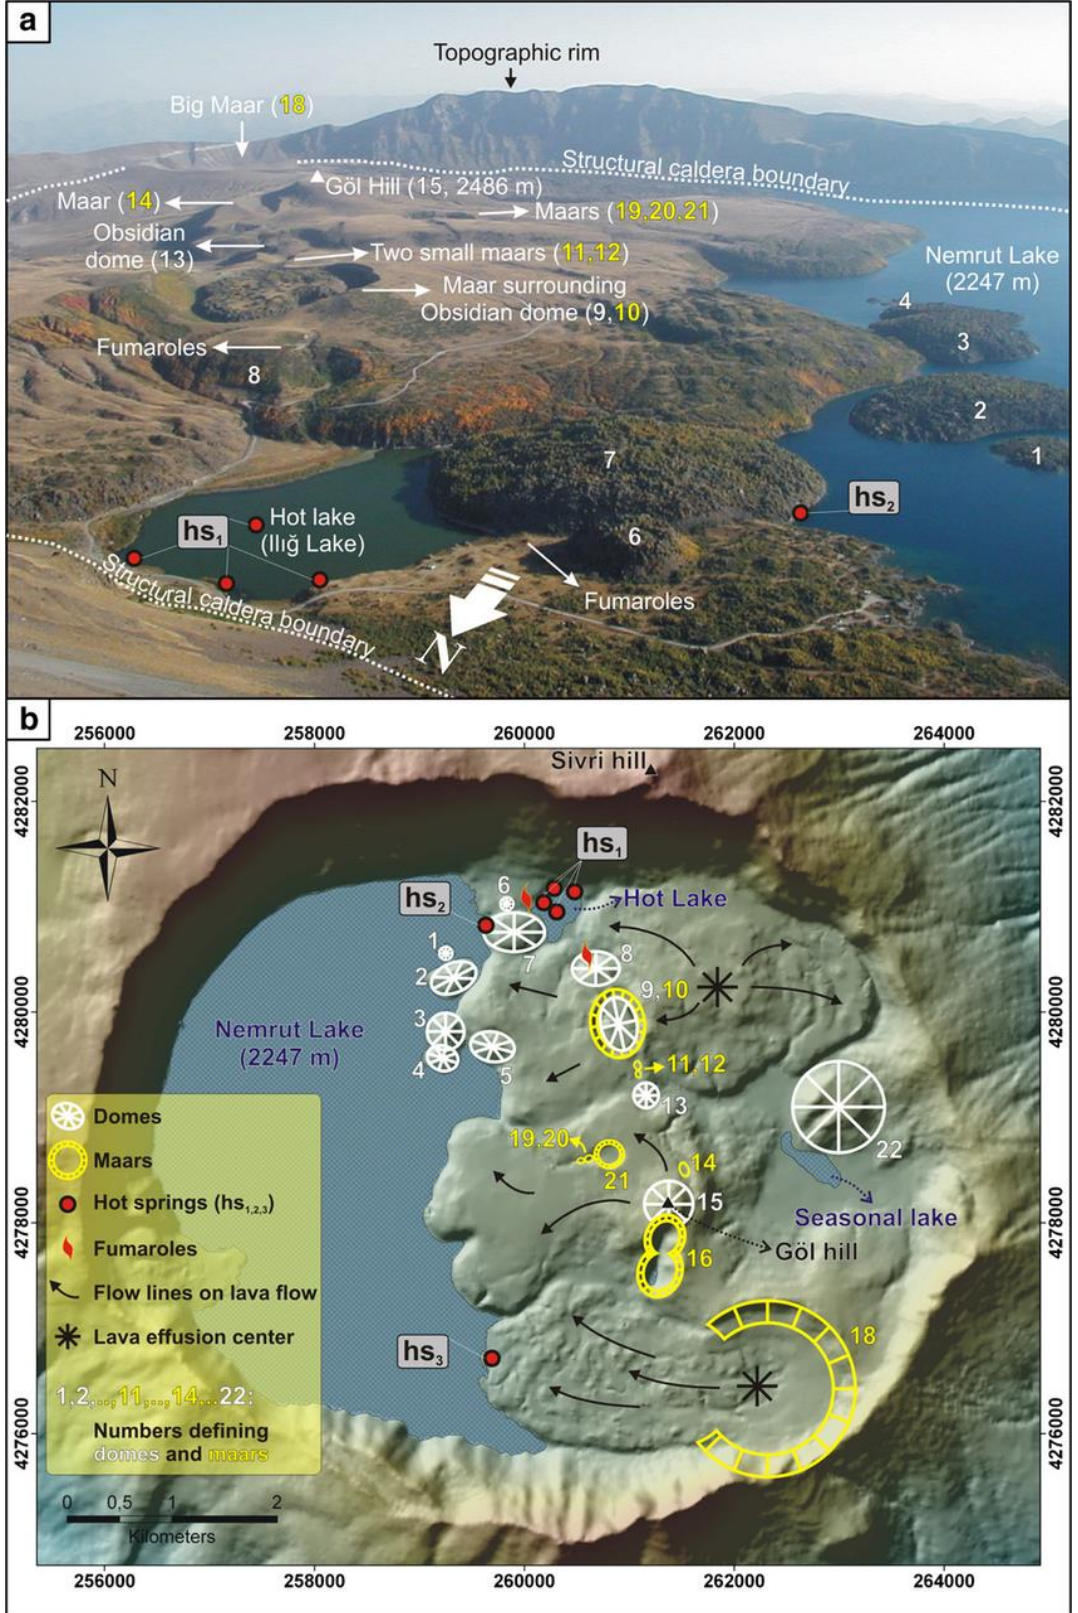 a
Topographic rim
Big Maar (18)
Structural caldera boundary
Göl Hill (15, 2486 m)
Maar (14)
Maars (19,20,21)
Obsidian
dome (13)
Two small maars (11,12)
Nemrut Lake
(2247 m)
Maar surrounding
Obsidian dome (9,10)
4
3
Fumaroles
8
2
1
7
hs2
hs1
Hot lake
(Ilığ Lake)
6
Structural caldera boundary
Fumaroles
N
b
256000 258000 260000 262000 264000
Sivri hill
N
4282000 4282000
hs1
hs2
6
Hot Lake
1
7
8
2
9,10
4280000 4280000
3
Nemrut Lake
(2247 m)
4
5
11,12
13
Domes
19,20
22
Maars
21
14
15
Hot springs (hs1,2,3)
Seasonal lake
4278000 4278000
Fumaroles
Göl hill
16
Flow lines on lava flow
Lava effusion center
18
hs3
1,2,..,11,..,14,..22:
Numbers defining
domes and maars
4276000 4276000
0 0,5 1 2
Kilometers
256000 258000 260000 262000 264000